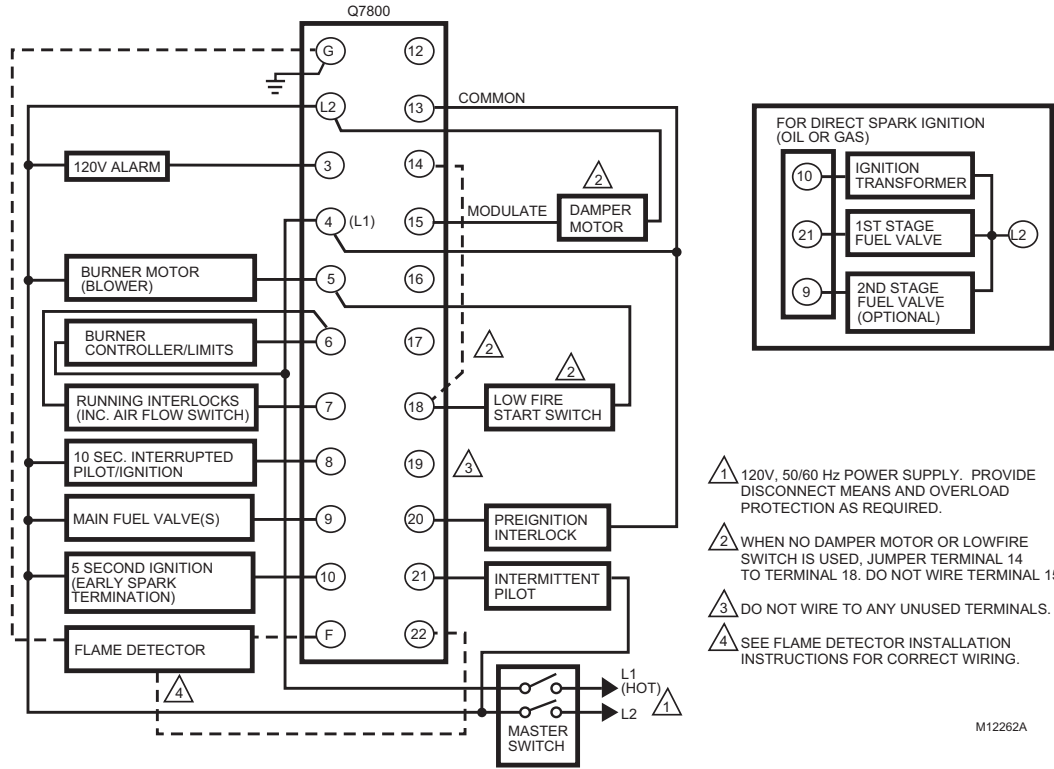 Q7800
G
12
L2
13
COMMON
120V ALARM
3
14
2
4
(L1)
15
MODULATE
DAMPER
MOTOR
BURNER MOTOR
(BLOWER)
5
16
BURNER
CONTROLLER/LIMITS
6
17
2
2
RUNNING INTERLOCKS
(INC. AIR FLOW SWITCH)
7
18
LOW FIRE
START SWITCH
10 SEC. INTERRUPTED
PILOT/IGNITION
8
19
3
MAIN FUEL VALVE(S)
9
20
PREIGNITION
INTERLOCK
5 SECOND IGNITION
(EARLY SPARK
TERMINATION)
10
21
INTERMITTENT
PILOT
FLAME DETECTOR
F
22
4
L1
(HOT)
L2
1
MASTER
SWITCH
FOR DIRECT SPARK IGNITION
(OIL OR GAS)
10
IGNITION
TRANSFORMER
21
1ST STAGE
FUEL VALVE
L2
9
2ND STAGE
FUEL VALVE
(OPTIONAL)
1 120V, 50/60 Hz POWER SUPPLY. PROVIDE
DISCONNECT MEANS AND OVERLOAD
PROTECTION AS REQUIRED.
2 WHEN NO DAMPER MOTOR OR LOWFIRE
SWITCH IS USED, JUMPER TERMINAL 14
TO TERMINAL 18. DO NOT WIRE TERMINAL 15
3 DO NOT WIRE TO ANY UNUSED TERMINALS.
4 SEE FLAME DETECTOR INSTALLATION
INSTRUCTIONS FOR CORRECT WIRING.
M12262A